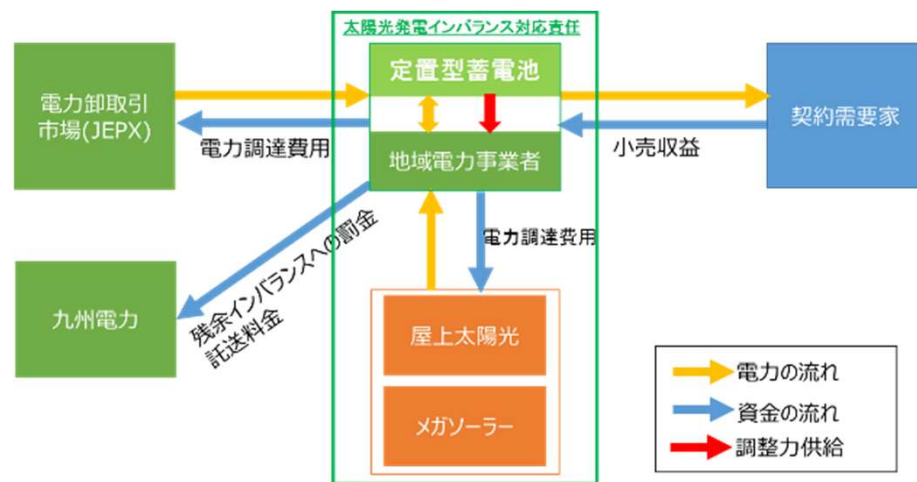 太陽光発電インバランス対応責任
定置型蓄電池
電力卸取引
市場(JEPX)
契約需要家
電力調達費用
地域電力事業者
小売収益
電力調達費用
残余インバランスへの罰金
託送料金
九州電力
屋上太陽光
メガソーラー
電力の流れ
資金の流れ
調整力供給